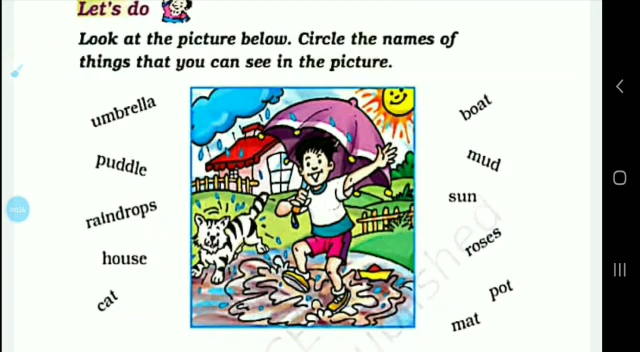 Let's do
Look at the picture below. Circle the names of
things that you can see in the picture.
umbrella
puddle
raindrops
house
cat
boat
mud
sun
roses
pot
mat